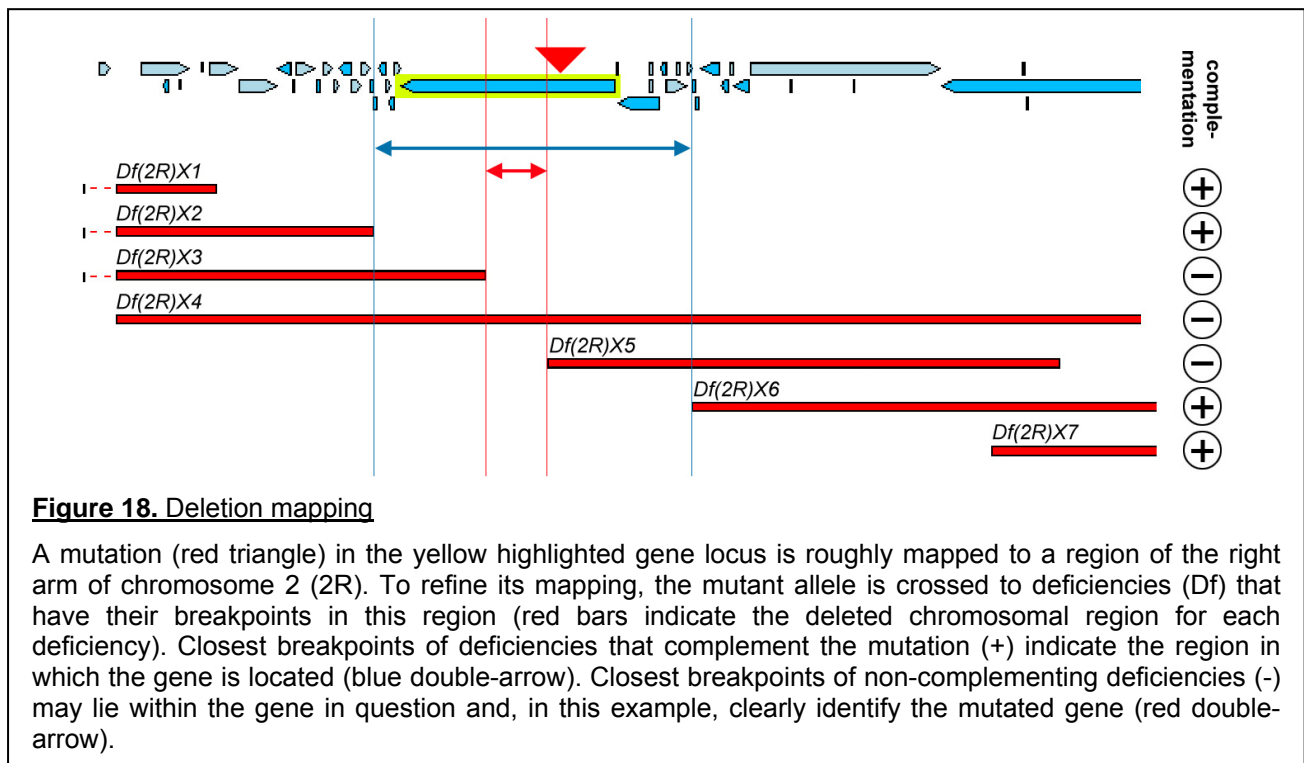 comple-
mentation
Df(2R)X1
+
Df(2R)X2
+
Df(2R)X3
−
Df(2R)X4
−
Df(2R)X5
−
Df(2R)X6
+
Df(2R)X7
+
Figure 18. Deletion mapping
A mutation (red triangle) in the yellow highlighted gene locus is roughly mapped to a region of the right
arm of chromosome 2 (2R). To refine its mapping, the mutant allele is crossed to deficiencies (Df) that
have their breakpoints in this region (red bars indicate the deleted chromosomal region for each
deficiency). Closest breakpoints of deficiencies that complement the mutation (+) indicate the region in
which the gene is located (blue double-arrow). Closest breakpoints of non-complementing deficiencies (-)
may lie within the gene in question and, in this example, clearly identify the mutated gene (red double-
arrow).